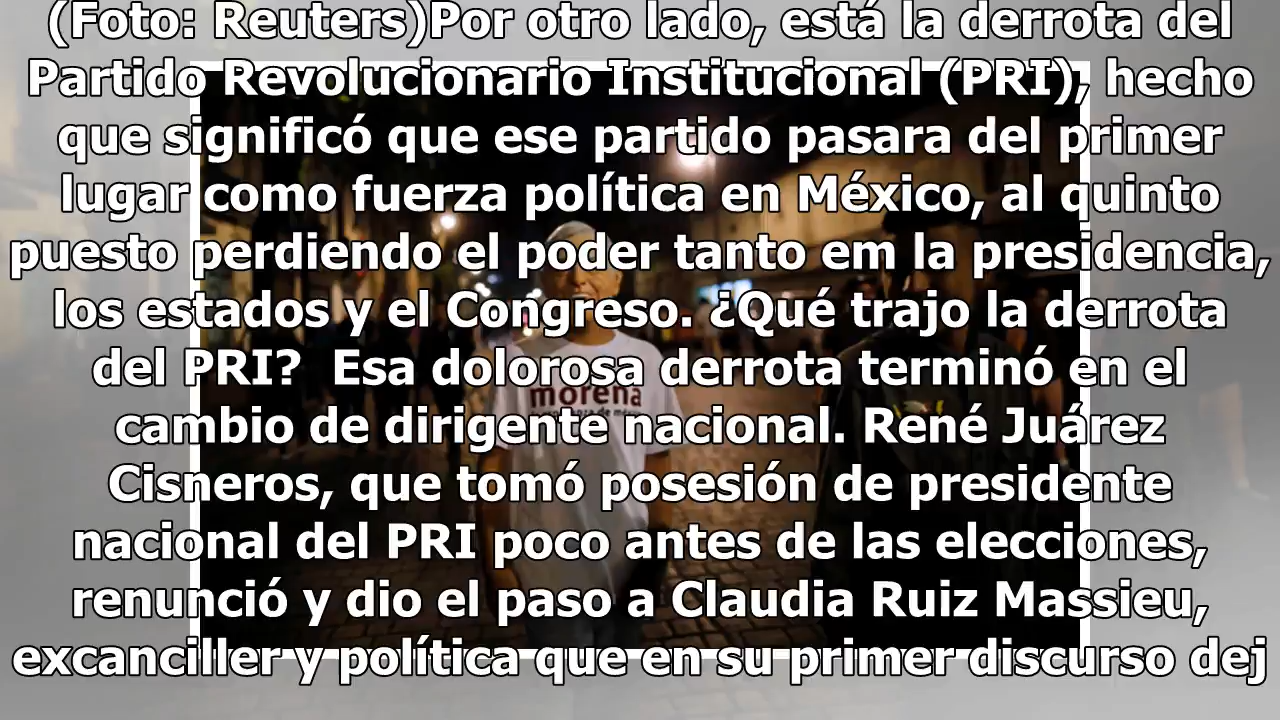 (Foto: Reuters)Por otro lado, está la derrota del
Partido Revolucionario Institucional (PRI), hecho
que significó que ese partido pasara del primer
lugar como fuerza política en México, al quinto
puesto perdiendo el poder tanto em la presidencia,
los estados y el Congreso. ¿Qué trajo la derrota
del PRI?  Esa dolorosa derrota terminó en el
morena
cambio de dirigente nacional. René Juárez
Cisneros, que tomó posesión de presidente
nacional del PRI poco antes de las elecciones,
renunció y dio el paso a Claudia Ruiz Massieu,
excanciller y política que en su primer discurso dej